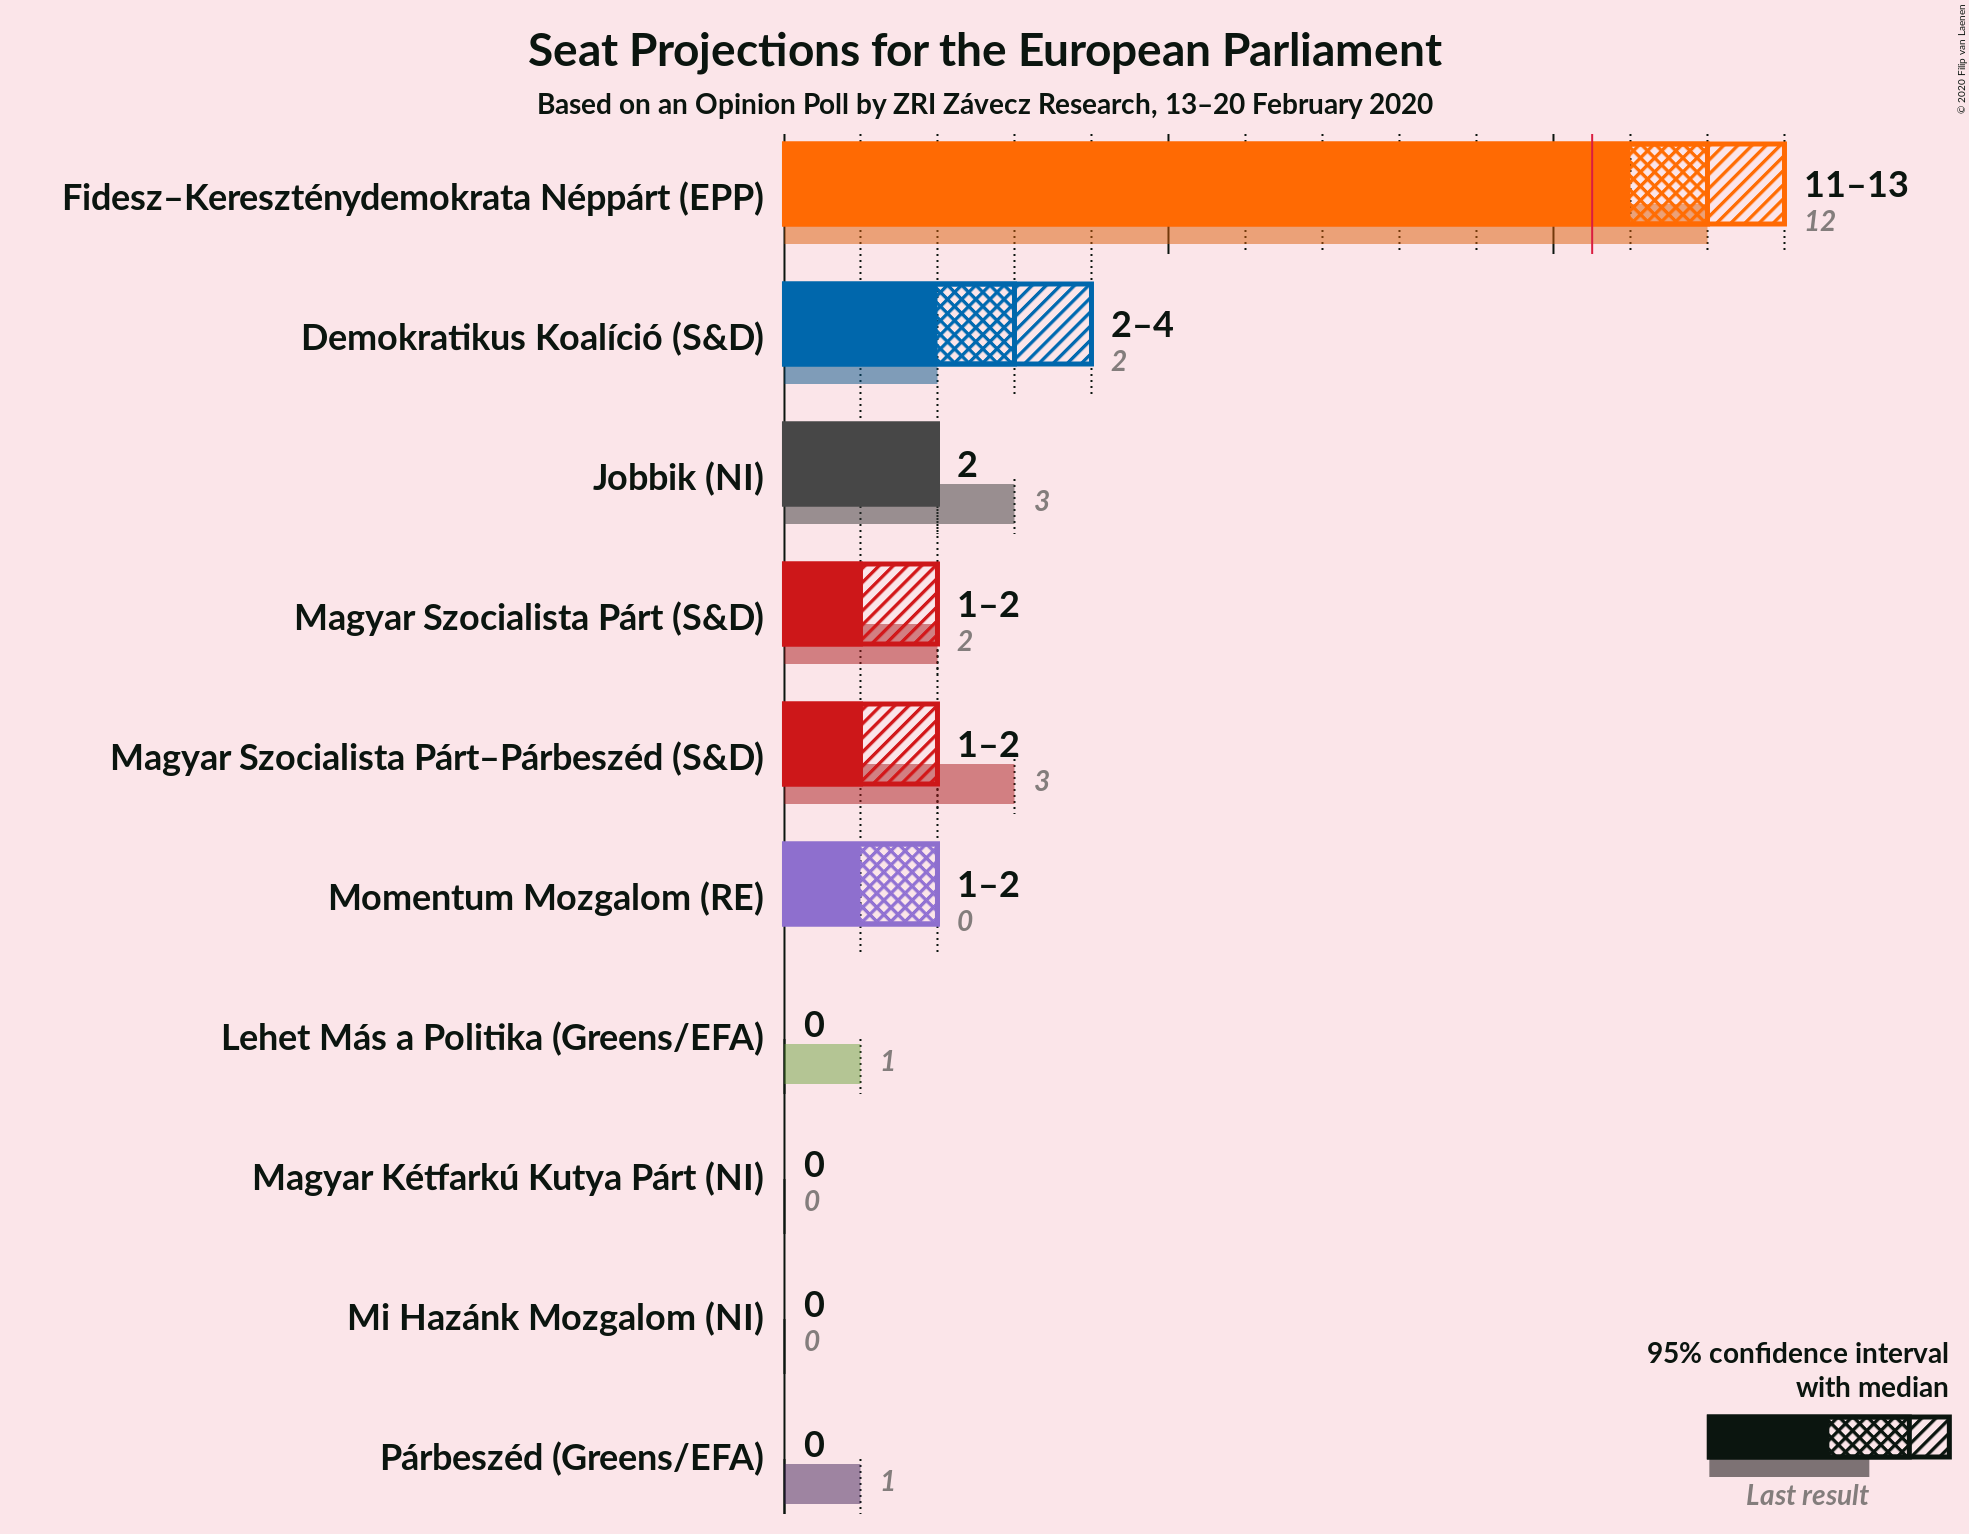 Seat Projections for the European Parliament
Based on an Opinion Poll by ZRI Závecz Research, 13–20 February 2020
© 2020 Filip van Laenen
Fidesz–Kereszténydemokrata Néppárt (EPP)
11–13
12
Demokratikus Koalíció (S&D)
2–4
2
Jobbik (NI)
2
3
Magyar Szocialista Párt (S&D)
1–2
2
Magyar Szocialista Párt–Párbeszéd (S&D)
1–2
3
Momentum Mozgalom (RE)
1–2
0
Lehet Más a Politika (Greens/EFA)
0
1
Magyar Kétfarkú Kutya Párt (NI)
0
0
Mi Hazánk Mozgalom (NI)
0
0
Párbeszéd (Greens/EFA)
0
1
95% confidence interval
with median
Last result